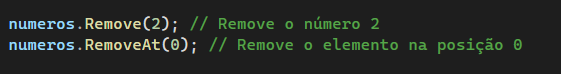 numeros.Remove(2); // Remove o número 2
numeros.RemoveAt(0); // Remove o elemento na posição 0